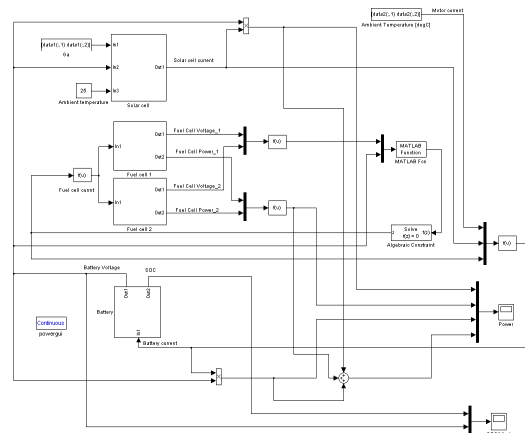 [data1(:,1) data1(:,2)]
Ga
25
Ambient temperature
In1
In2
In3
Out1
Solar cell
Solar cell current
x
[data2(:,1) data2(:,2)]
Ambient Temperature [degC]
Motor current
f(u)
Fuel cell currnt
In1
Out1
Out2
Fuel cell 1
In1
Out1
Out2
Fuel cell 2
Fuel Cell Voltage_1
Fuel Cell Power_1
Fuel Cell Voltage_2
Fuel Cell Power_2
f(u)
f(u)
MATLAB
Function
MATLAB Fcn
Solve
f(z) = 0
z
f(z)
Algebraic Constraint
f(u)
Battery Voltage
SOC
Out1
Out2
In1
Battery
Battery current
Continuous
powergui
x
Power